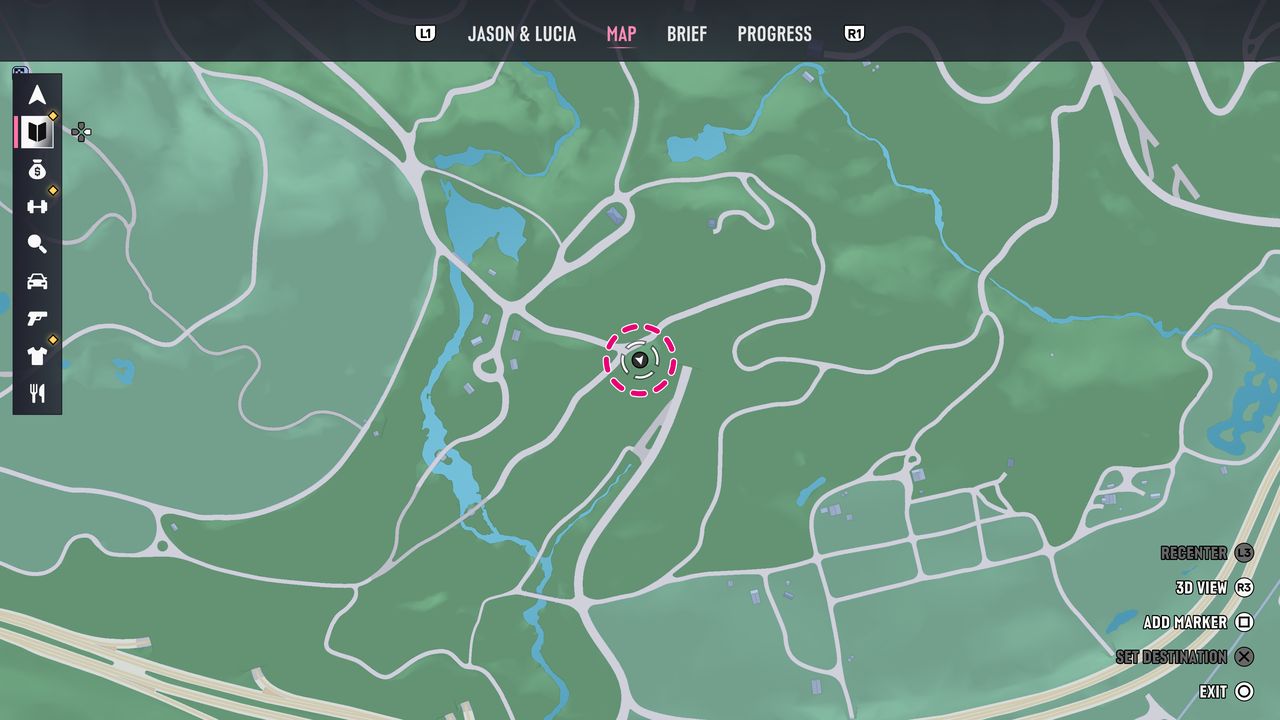 L1 JASON & LUCIA MAP BRIEF PROGRESS R1
$
RECENTER L3
3D VIEW R3
ADD MARKER
SET DESTINATION
EXIT